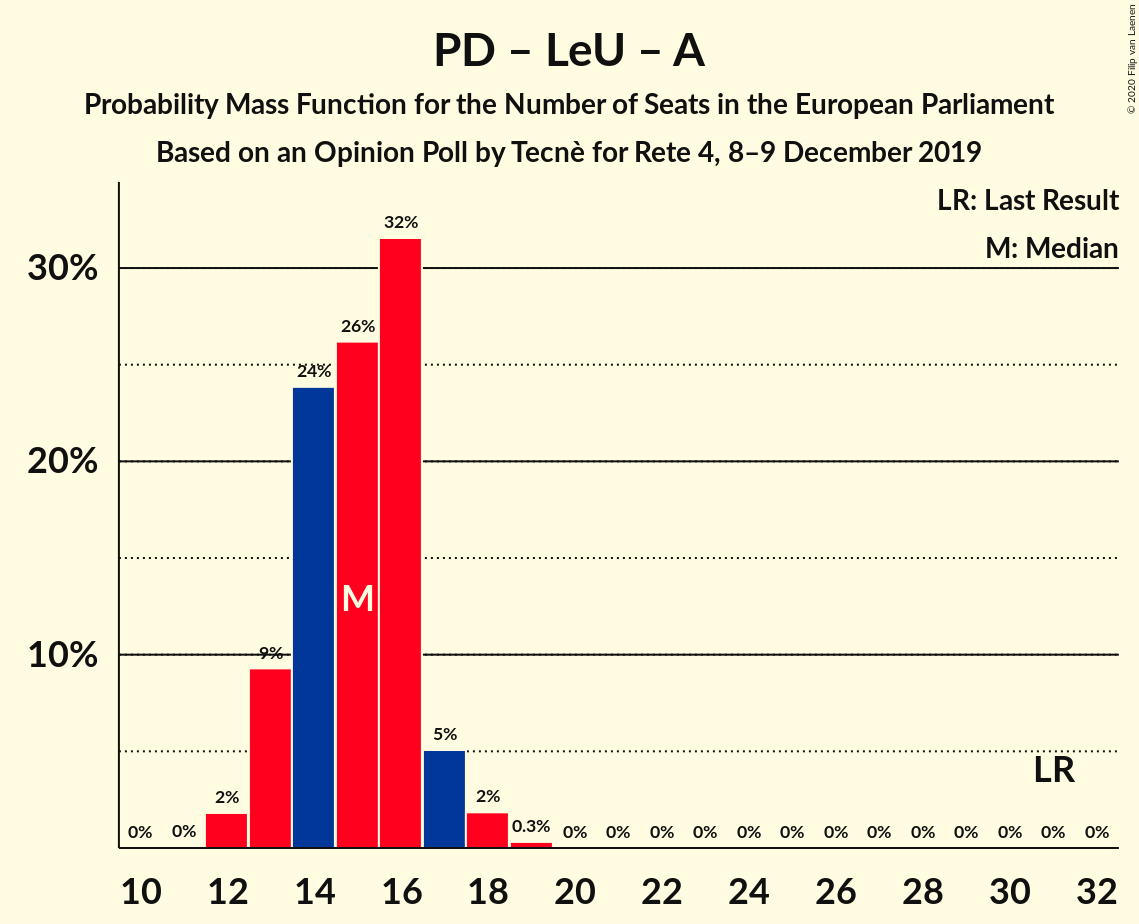 PD – LeU – A
Probability Mass Function for the Number of Seats in the European Parliament
Based on an Opinion Poll by Tecnè for Rete 4, 8–9 December 2019
© 2020 Filip van Laenen
LR: Last Result
M: Median
30%
20%
10%
0% 0% 2% 9% 24% 26% 32% 5% 2% 0.3% 0% 0% 0% 0% 0% 0% 0% 0% 0% 0% 0% 0% 0%
M
LR
10 12 14 16 18 20 22 24 26 28 30 32